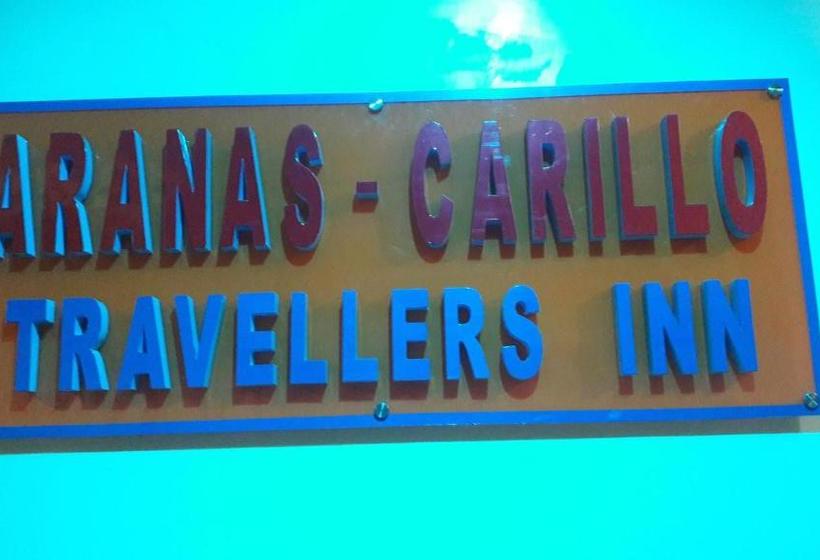 ARANAS - CARILLO
TRAVELLERS INN